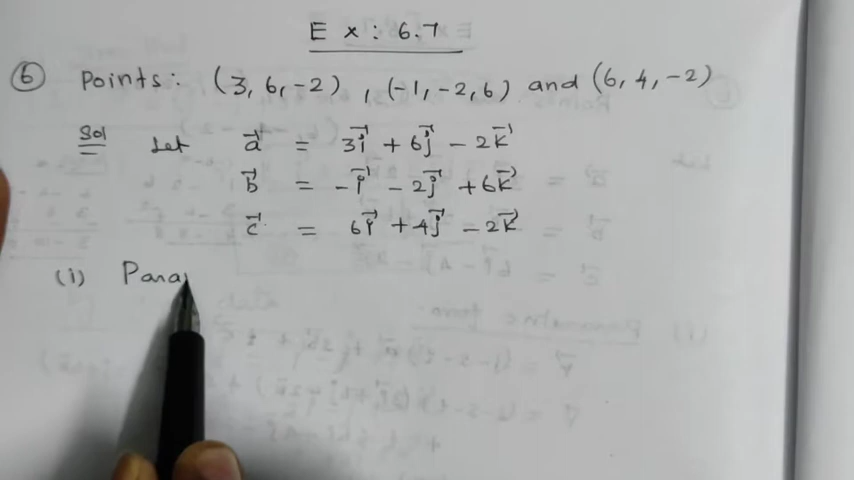 Ex: 6.7
⑥ Points:- (3, 6, -2), (-1, -2, 6) and (6, 4, -2)
Sol Let a⃗ = 3i⃗ + 6j⃗ - 2k⃗
b⃗ = -i⃗ - 2j⃗ + 6k⃗
c⃗ = 6i⃗ + 4j⃗ - 2k⃗
(i) Para